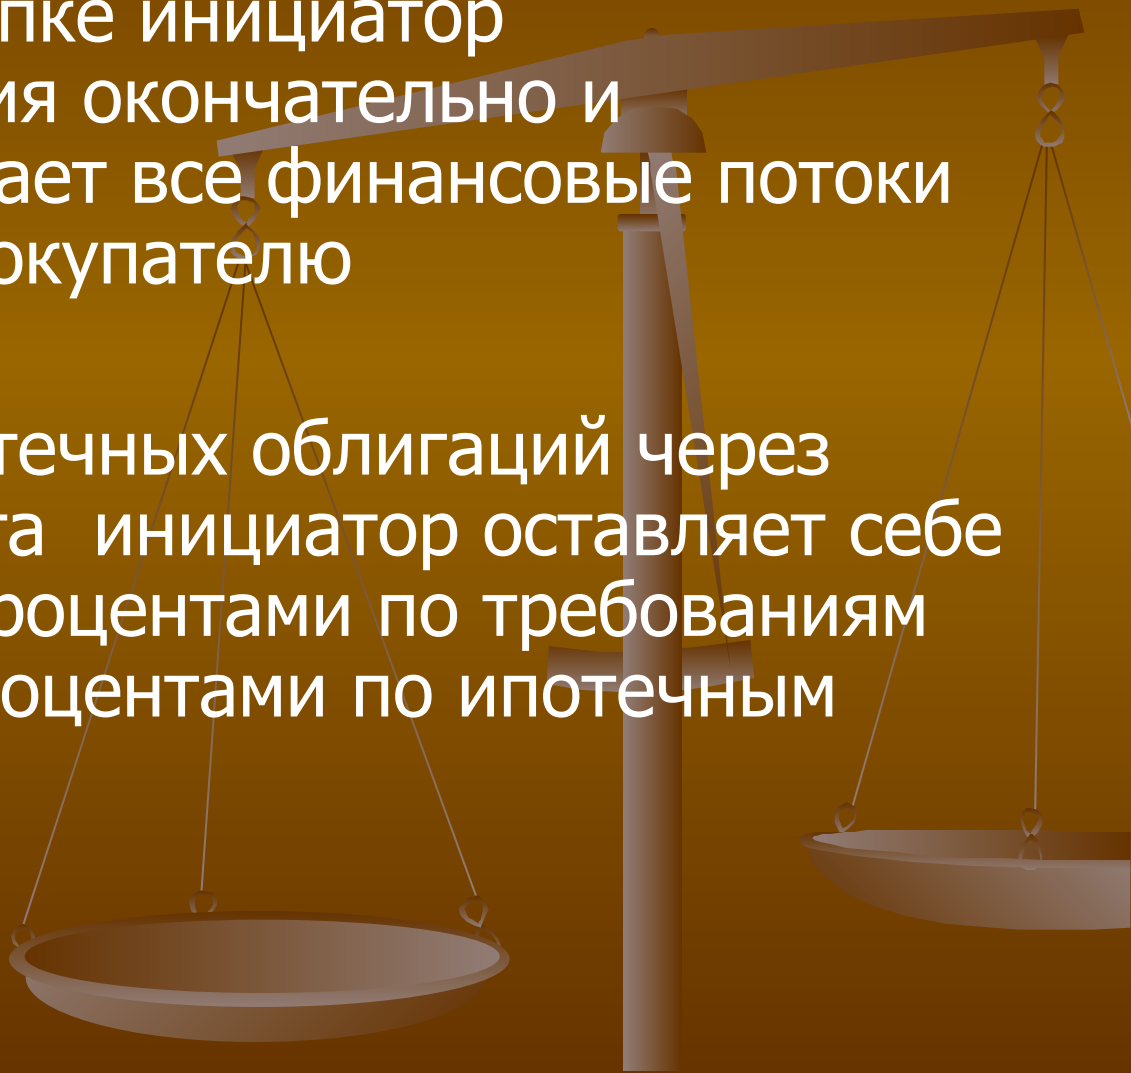 пке инициатор
ия окончательно и
ает все финансовые потоки
окупателю
течных облигаций через
та инициатор оставляет себе
роцентами по требованиям
оцентами по ипотечным